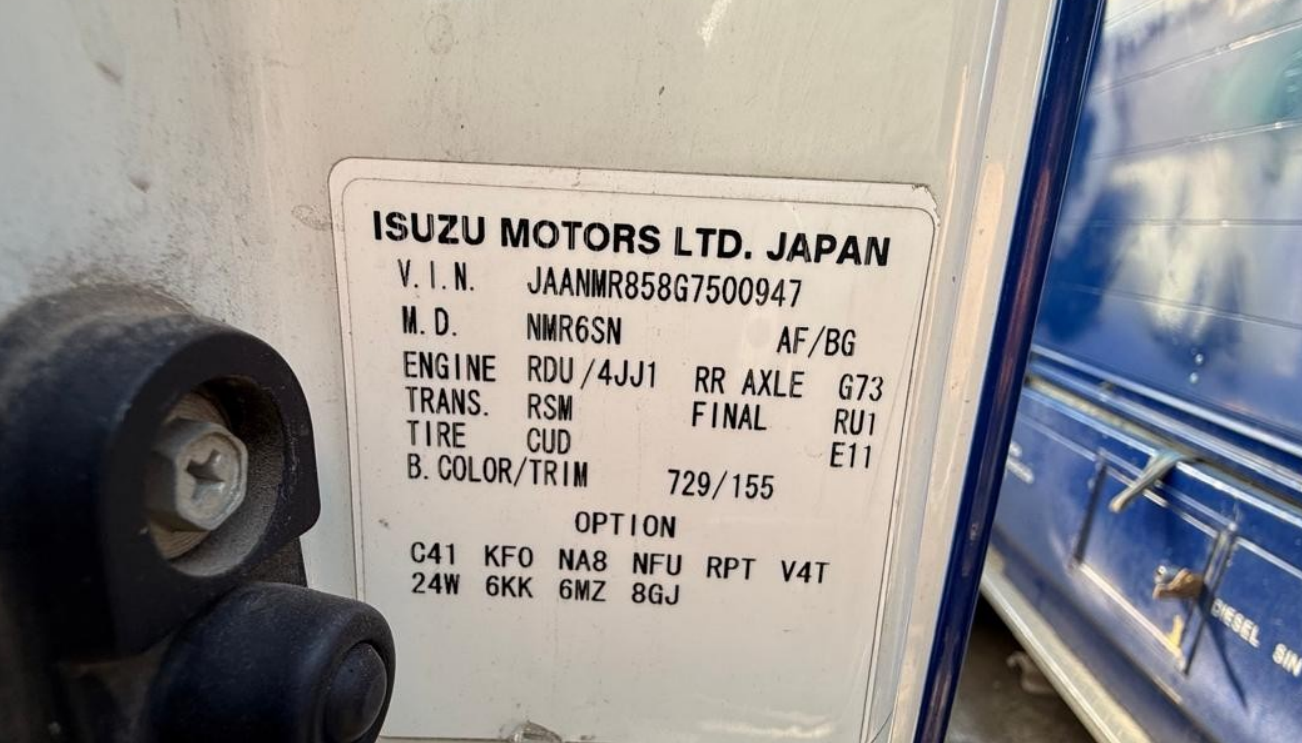 ISUZU MOTORS LTD. JAPAN
V.I.N. JAANMR858G7500947
M.D. NMR6SN AF/BG
ENGINE RDU/4JJ1 RR AXLE G73
TRANS. RSM FINAL RU1
TIRE CUD E11
B.COLOR/TRIM 729/155
OPTION
C41 KF0 NA8 NFU RPT V4T
24W 6KK 6MZ 8GJ
DIESEL SIN